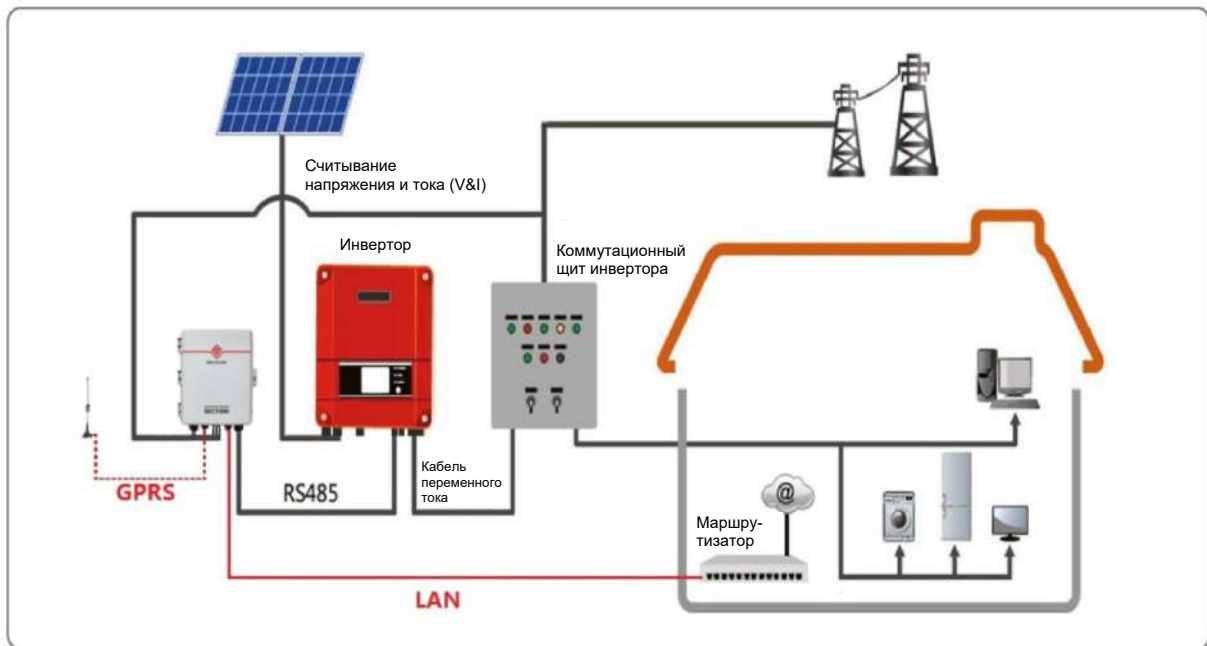 Считывание
напряжения и тока (V&I)
Инвертор
Коммутационный
щит инвертора
GPRS
RS485
Кабель
переменного
тока
@
Маршру-
тизатор
LAN